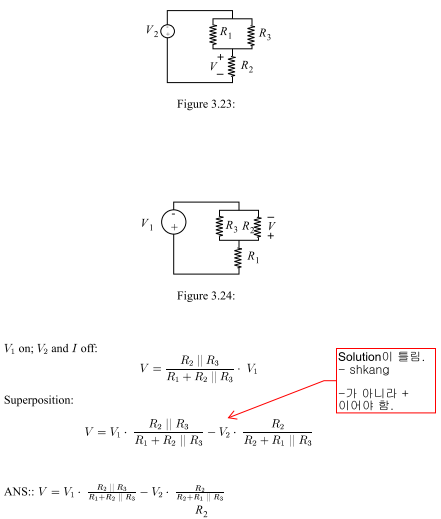 V2 R1 R3
+ V − R2
Figure 3.23:
V1 - + R3 R2 − V +
R1
Figure 3.24:
V1 on; V2 and I off:
V = R2 || R3 / R1 + R2 || R3 · V1
Solution이 틀림.
- shkang
-가 아니라 +
이어야 함.
Superposition:
V = V1 · R2 || R3 / R1 + R2 || R3 − V2 · R2 / R2 + R1 || R3
ANS:: V = V1 · R2 || R3 / R1+R2 || R3 − V2 · R2 / R2+R1 || R3
R2